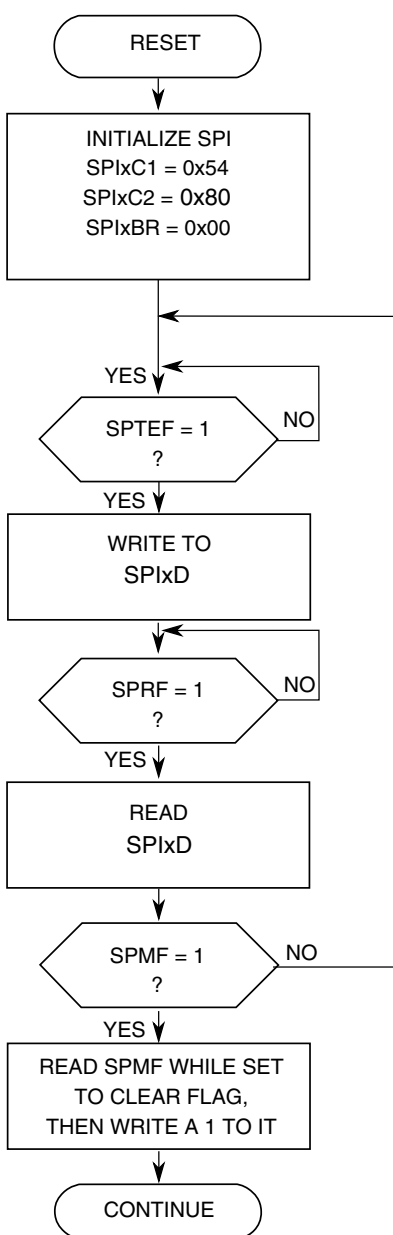 RESET
INITIALIZE SPI
SPIxC1 = 0x54
SPIxC2 = 0x80
SPIxBR = 0x00
YES
SPTEF = 1
?
NO
YES
WRITE TO
SPIxD
SPRF = 1
?
NO
YES
READ
SPIxD
SPMF = 1
?
NO
YES
READ SPMF WHILE SET
TO CLEAR FLAG,
THEN WRITE A 1 TO IT
CONTINUE